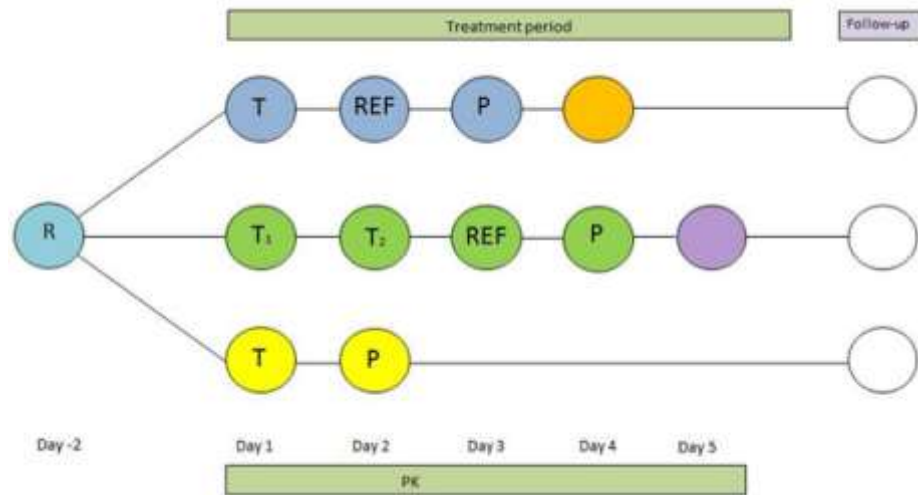 Treatment period
Follow-up
T
REF
P
R
T₁
T₂
REF
P
T
P
Day -2
Day 1
Day 2
Day 3
Day 4
Day 5
PK